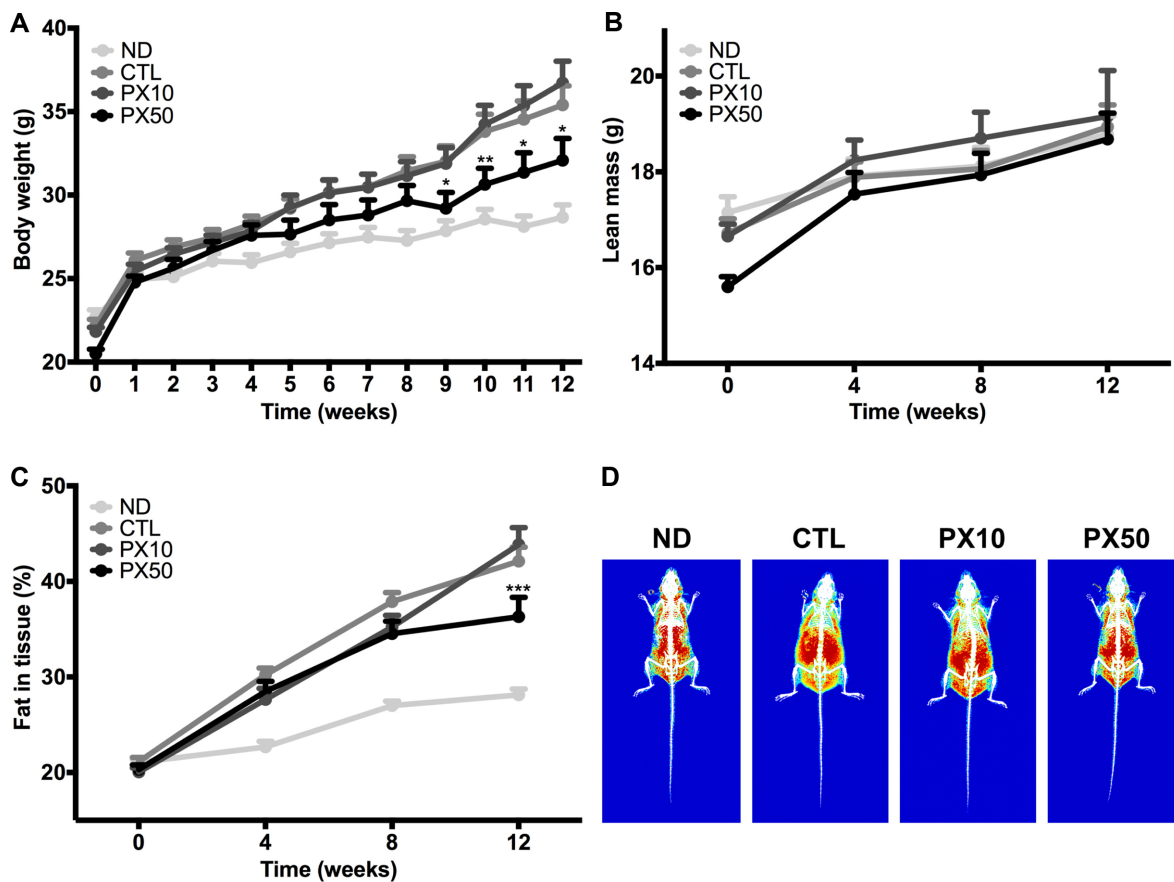 A
ND
CTL
PX10
PX50
Body weight (g)
40
35
30
25
20
* ** * *
0 1 2 3 4 5 6 7 8 9 10 11 12
Time (weeks)
B
ND
CTL
PX10
PX50
Lean mass (g)
20
18
16
14
0 4 8 12
Time (weeks)
C
ND
CTL
PX10
PX50
Fat in tissue (%)
50
40
30
20
***
0 4 8 12
Time (weeks)
D
ND CTL PX10 PX50